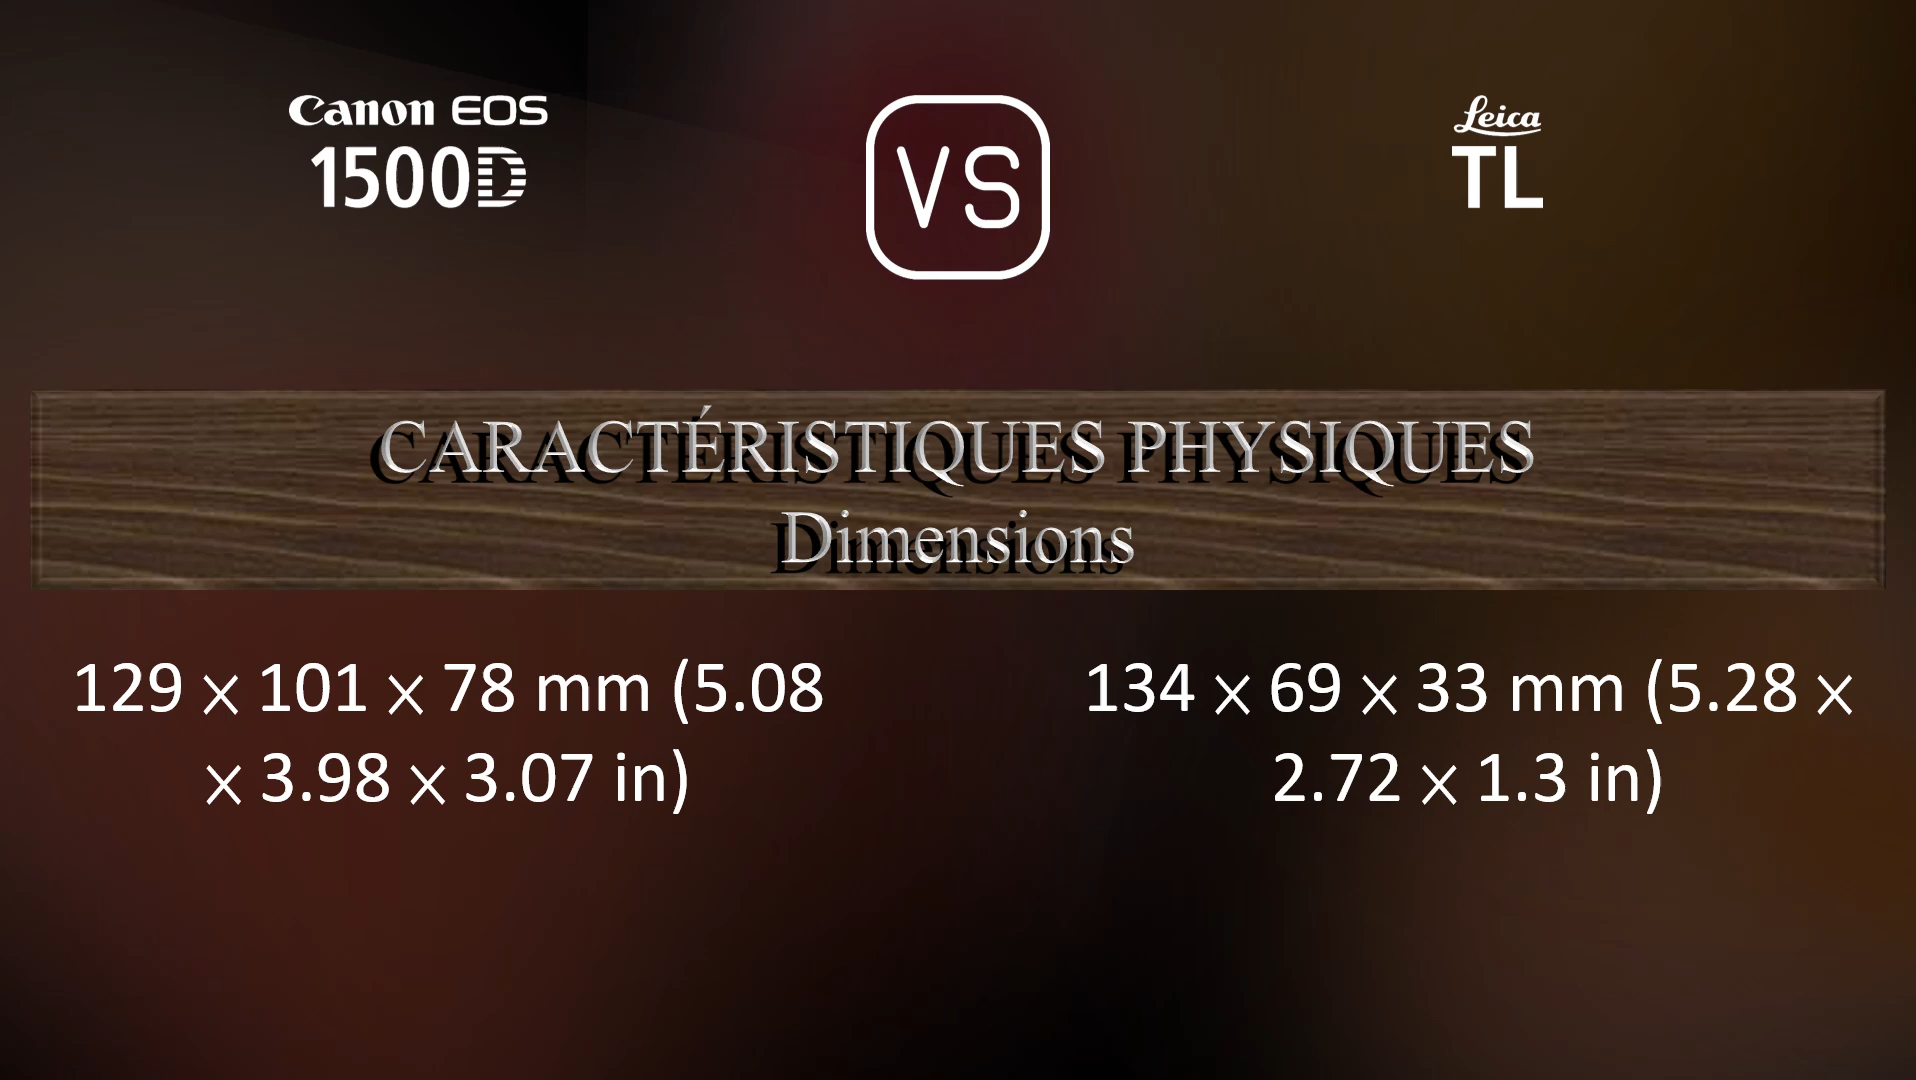 Canon EOS
1500D
VS
Leica
TL
CARACTÉRISTIQUES PHYSIQUES
Dimensions
129 x 101 x 78 mm (5.08
x 3.98 x 3.07 in)
134 x 69 x 33 mm (5.28 x
2.72 x 1.3 in)